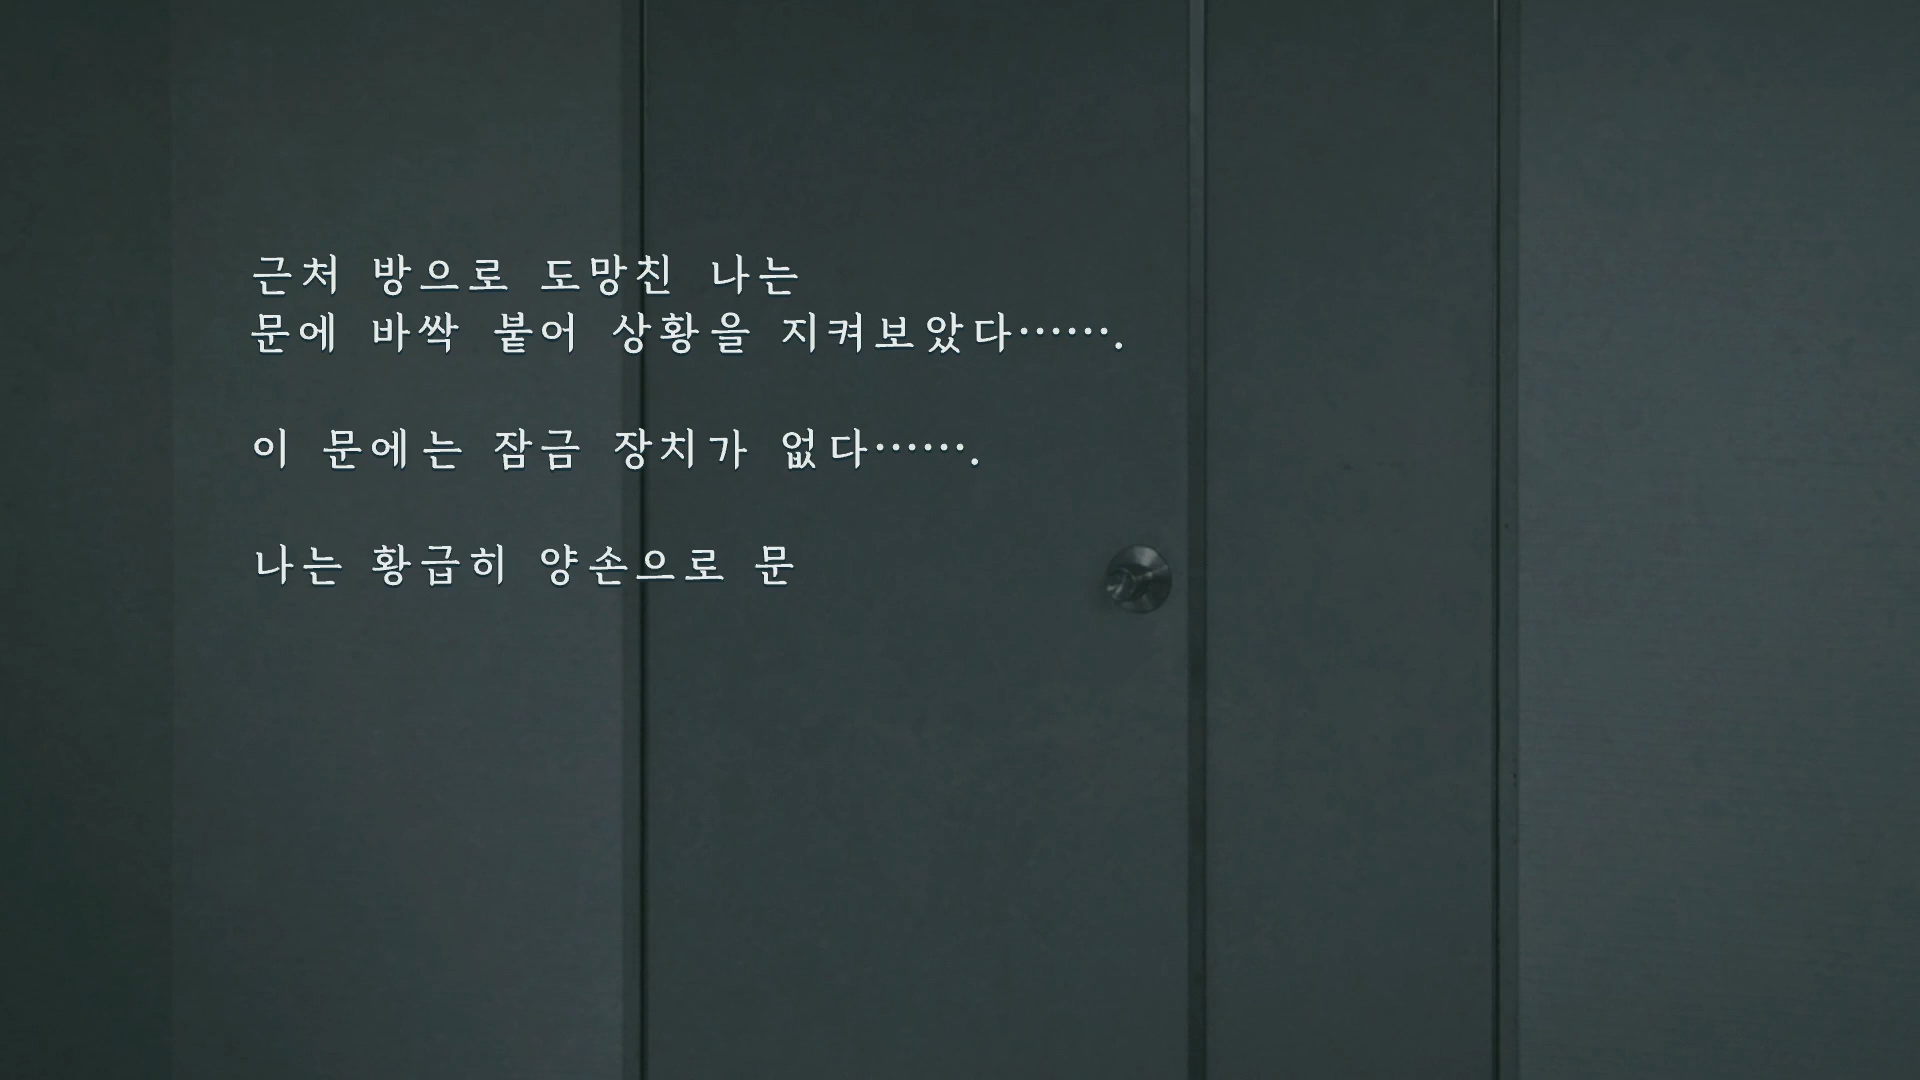 근처 방으로 도망친 나는
문에 바싹 붙어 상황을 지켜보았다…….
이 문에는 잠금 장치가 없다…….
나는 황급히 양손으로 문